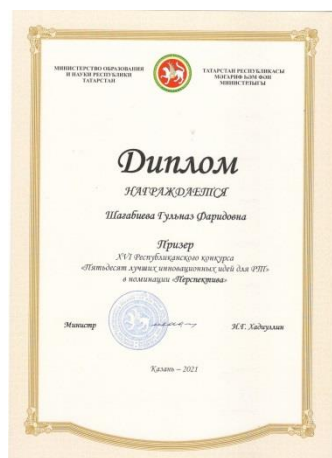 МИНИСТЕРСТВО ОБРАЗОВАНИЯ
И НАУКИ РЕСПУБЛИКИ
ТАТАРСТАН
ТАТАРСТАН РЕСПУБЛИКАСЫ
МӘГАРИФ ҺӘМ ФӘН
МИНИСТРЛЫГЫ
Диплом
НАГРАЖДАЕТСЯ
Шагабиева Гульназ Фаридовна
Призер
XVI Республиканского конкурса
«Пятьдесят лучших инновационных идей для РТ»
в номинации «Перспектива»
Министр
И.Г. Хадиуллин
Казань – 2021